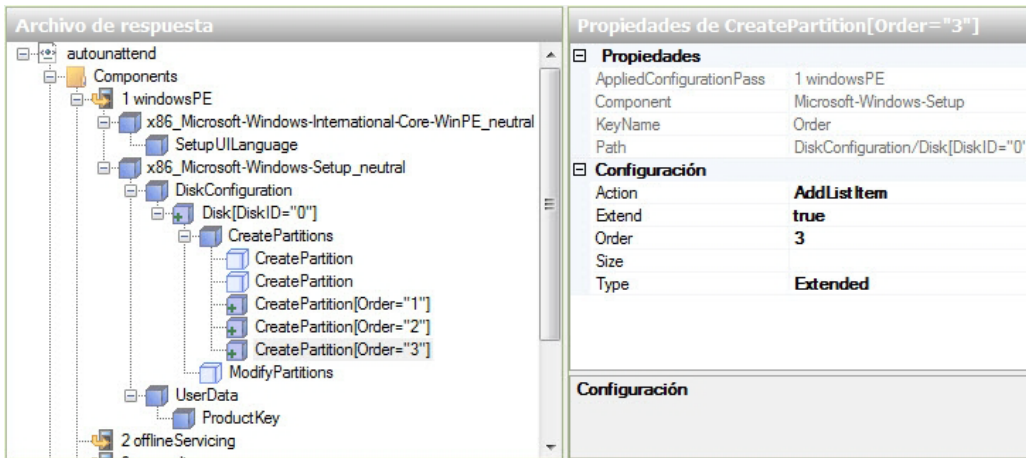 Archivo de respuesta
autounattend
Components
1 windowsPE
x86_Microsoft-Windows-International-Core-WinPE_neutral
SetupUILanguage
x86_Microsoft-Windows-Setup_neutral
DiskConfiguration
Disk[DiskID="0"]
CreatePartitions
CreatePartition
CreatePartition
CreatePartition[Order="1"]
CreatePartition[Order="2"]
CreatePartition[Order="3"]
ModifyPartitions
UserData
ProductKey
2 offlineServicing
Propiedades de CreatePartition[Order="3"]
Propiedades
AppliedConfigurationPass 1 windowsPE
Component Microsoft-Windows-Setup
KeyName Order
Path DiskConfiguration/Disk[DiskID="0"
Configuración
Action AddListItem
Extend true
Order 3
Size
Type Extended
Configuración